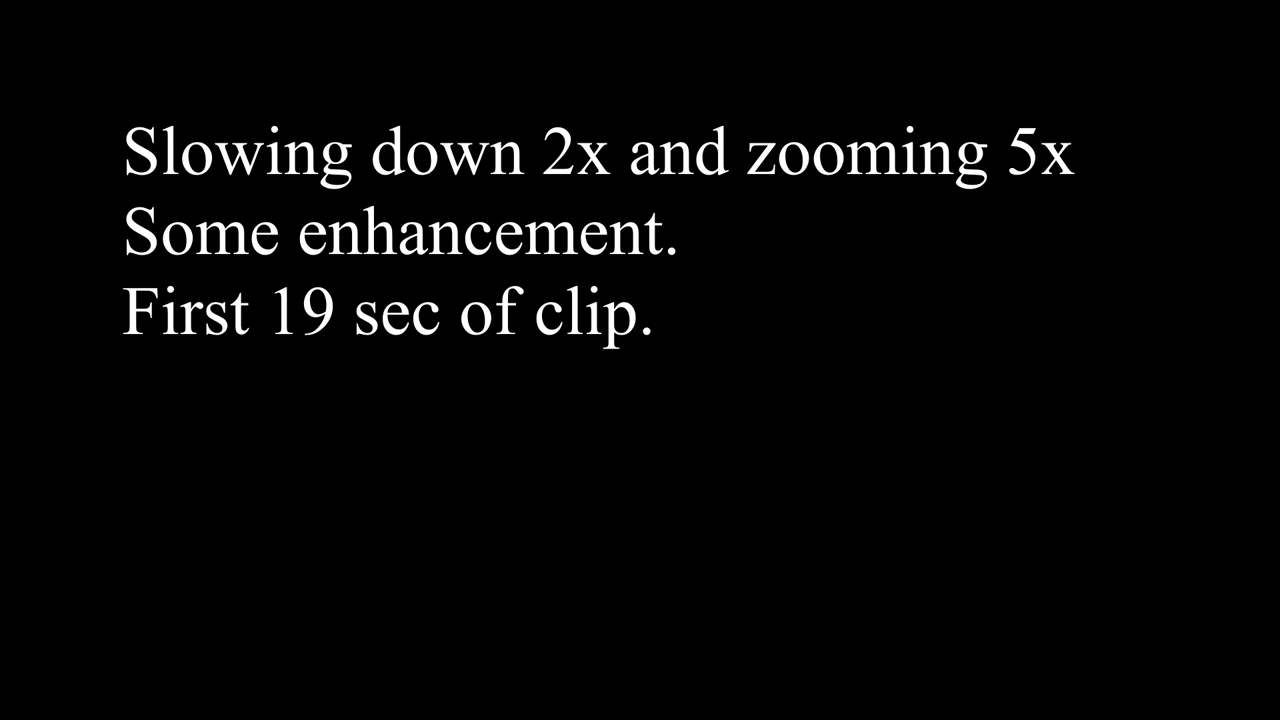 Slowing down 2x and zooming 5x
Some enhancement.
First 19 sec of clip.